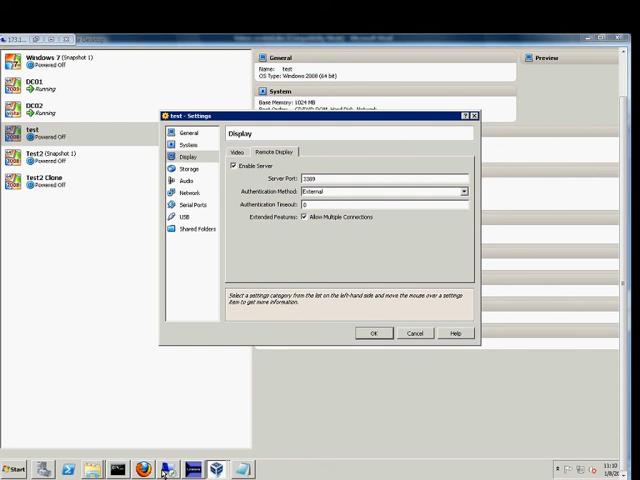 173.1
Windows 7 (Snapshot 1)
Powered Off
DC01
Running
DC02
Running
test
Powered Off
Test2 (Snapshot 1)
Powered Off
Test2 Clone
Powered Off
General
Name: test
OS Type: Windows 2008 (64 bit)
System
Base Memory: 1024 MB
Preview
test - Settings
General
System
Display
Storage
Audio
Network
Serial Ports
USB
Shared Folders
Display
Video
Remote Display
Enable Server
Server Port: 3389
Authentication Method: External
Authentication Timeout: 0
Extended Features: Allow Multiple Connections
Select a settings category from the list on the left-hand side and move the mouse over a settings
item to get more information.
OK
Cancel
Help
Start
11:10